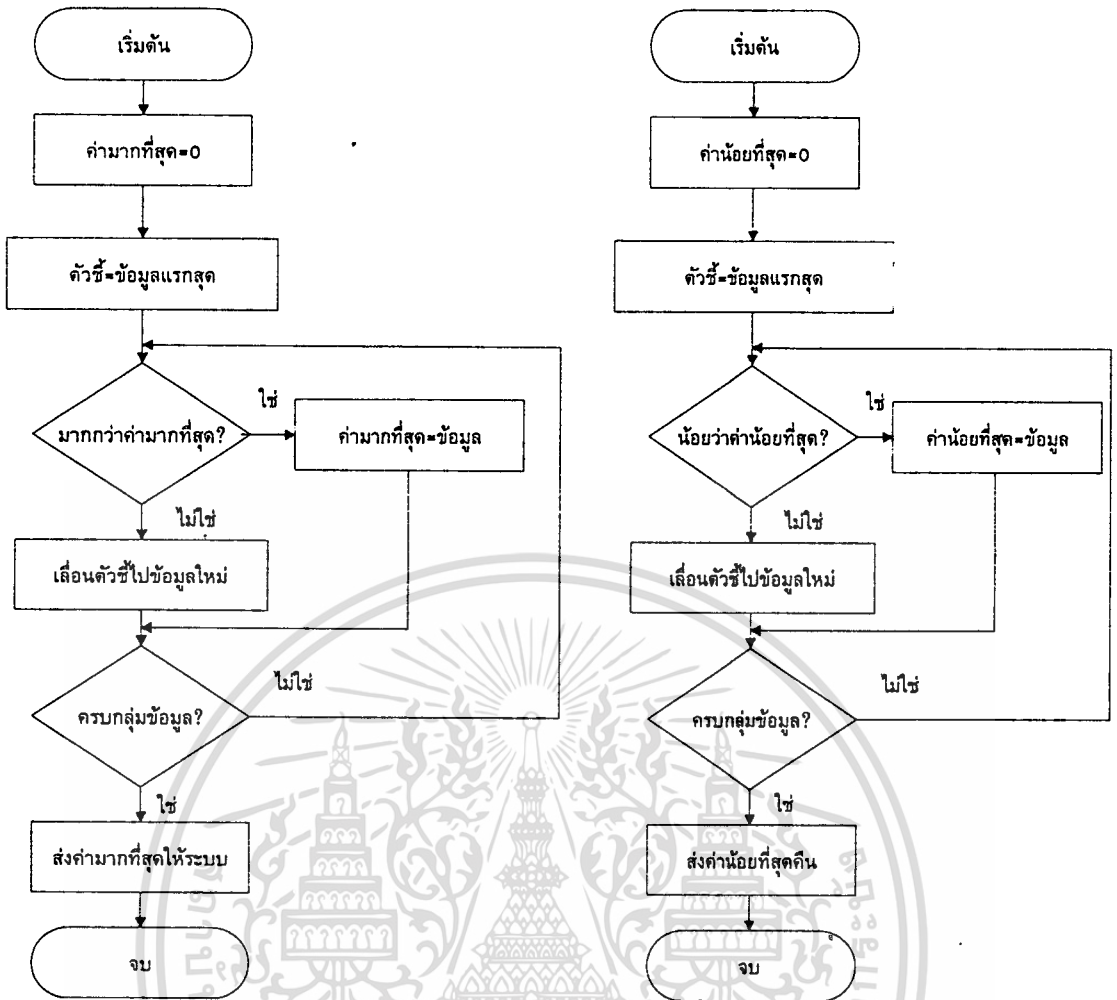 เริ่มต้น
ค่ามากที่สุด=0
ตัวชี้=ข้อมูลแรกสุด
มากกว่าค่ามากที่สุด?
ใช่
ค่ามากที่สุด=ข้อมูล
ไม่ใช่
เลื่อนตัวชี้ไปข้อมูลใหม่
ครบกลุ่มข้อมูล?
ไม่ใช่
ใช่
ส่งค่ามากที่สุดให้ระบบ
จบ
เริ่มต้น
ค่าน้อยที่สุด=0
ตัวชี้=ข้อมูลแรกสุด
น้อยว่าค่าน้อยที่สุด?
ใช่
ค่าน้อยที่สุด=ข้อมูล
ไม่ใช่
เลื่อนตัวชี้ไปข้อมูลใหม่
ครบกลุ่มข้อมูล?
ไม่ใช่
ใช่
ส่งค่าน้อยที่สุดคืน
จบ